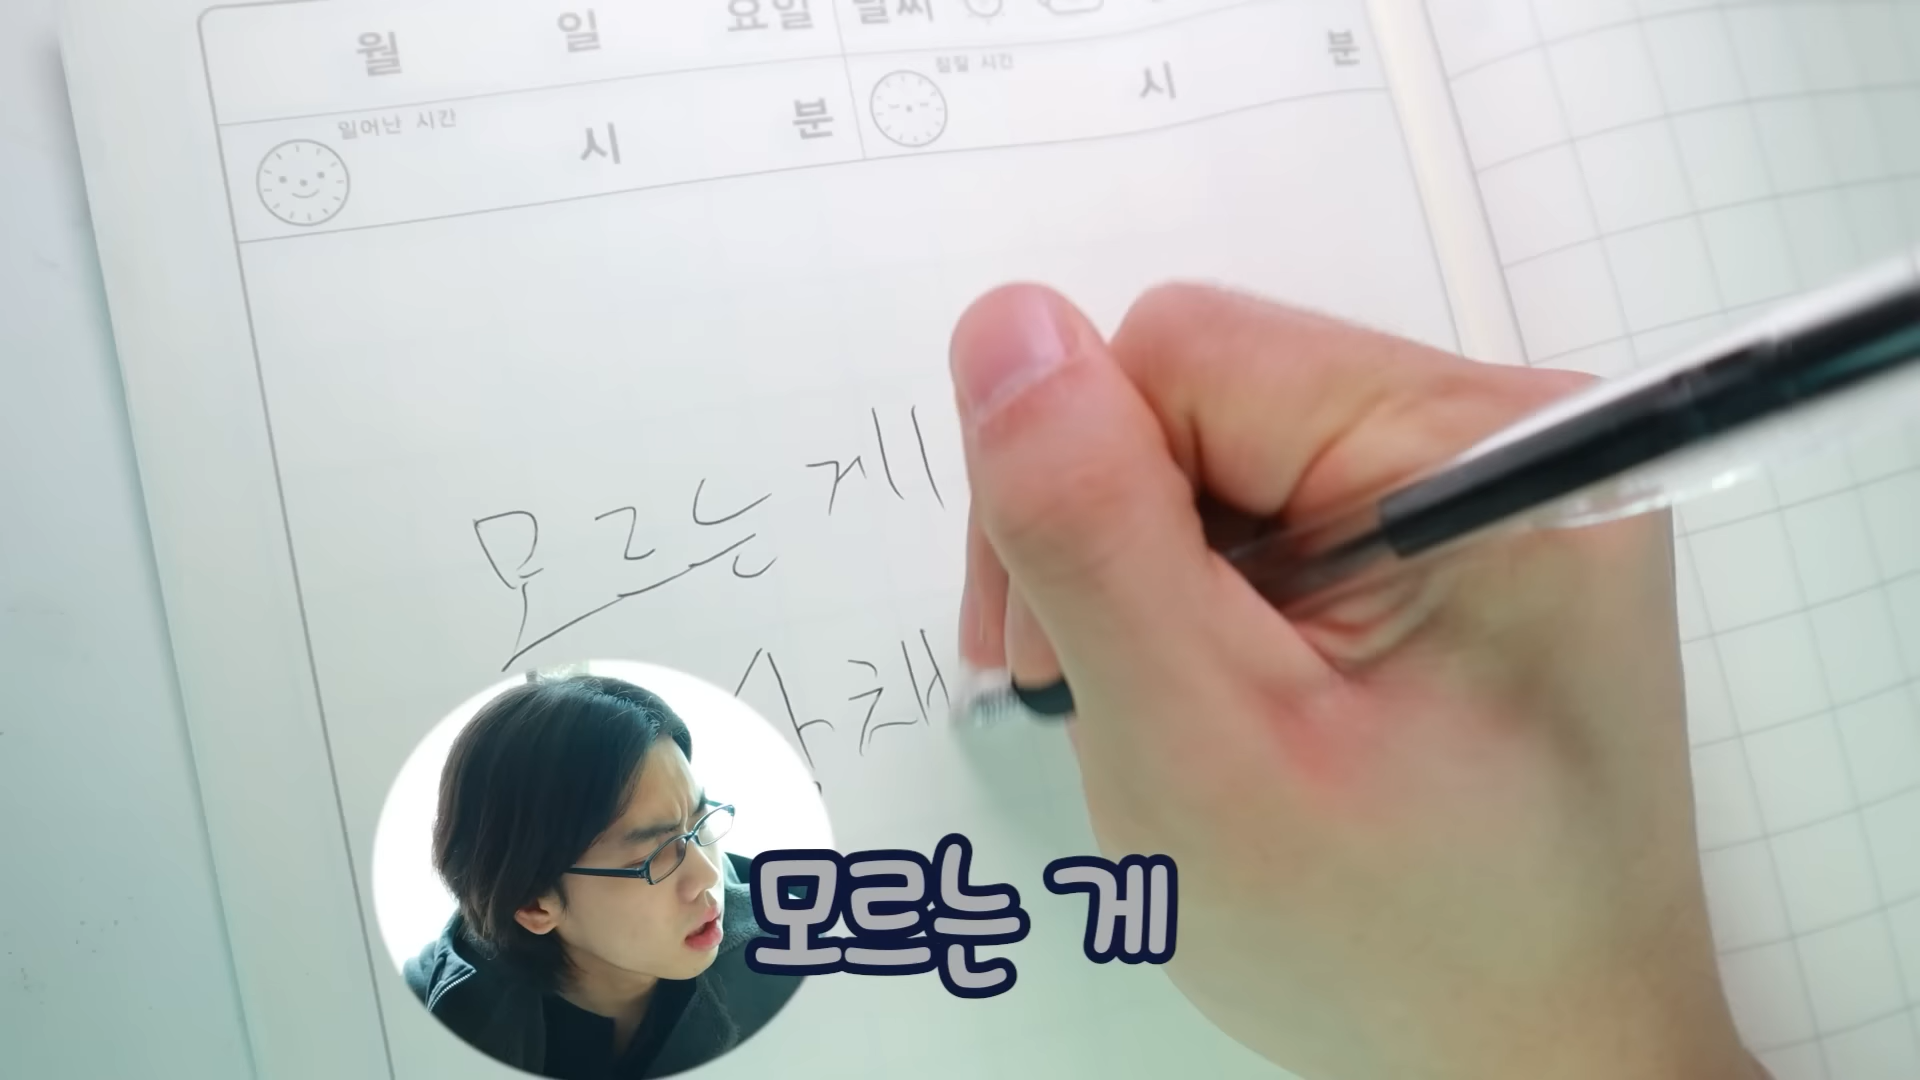 월 일 요일 날씨
일어난 시간 시 분 잠잘 시간 시 분
모르는 게
모르는 게